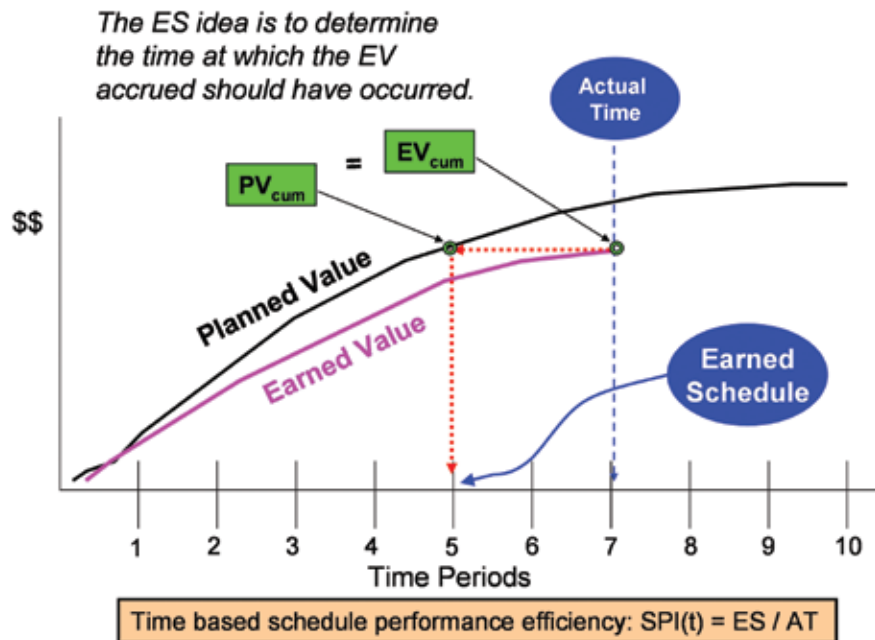 The ES idea is to determine
the time at which the EV
accrued should have occurred.
Actual
Time
EVcum
=
PVcum
$$
Planned Value
Earned Value
Earned
Schedule
1 2 3 4 5 6 7 8 9 10
Time Periods
Time based schedule performance efficiency: SPI(t) = ES / AT